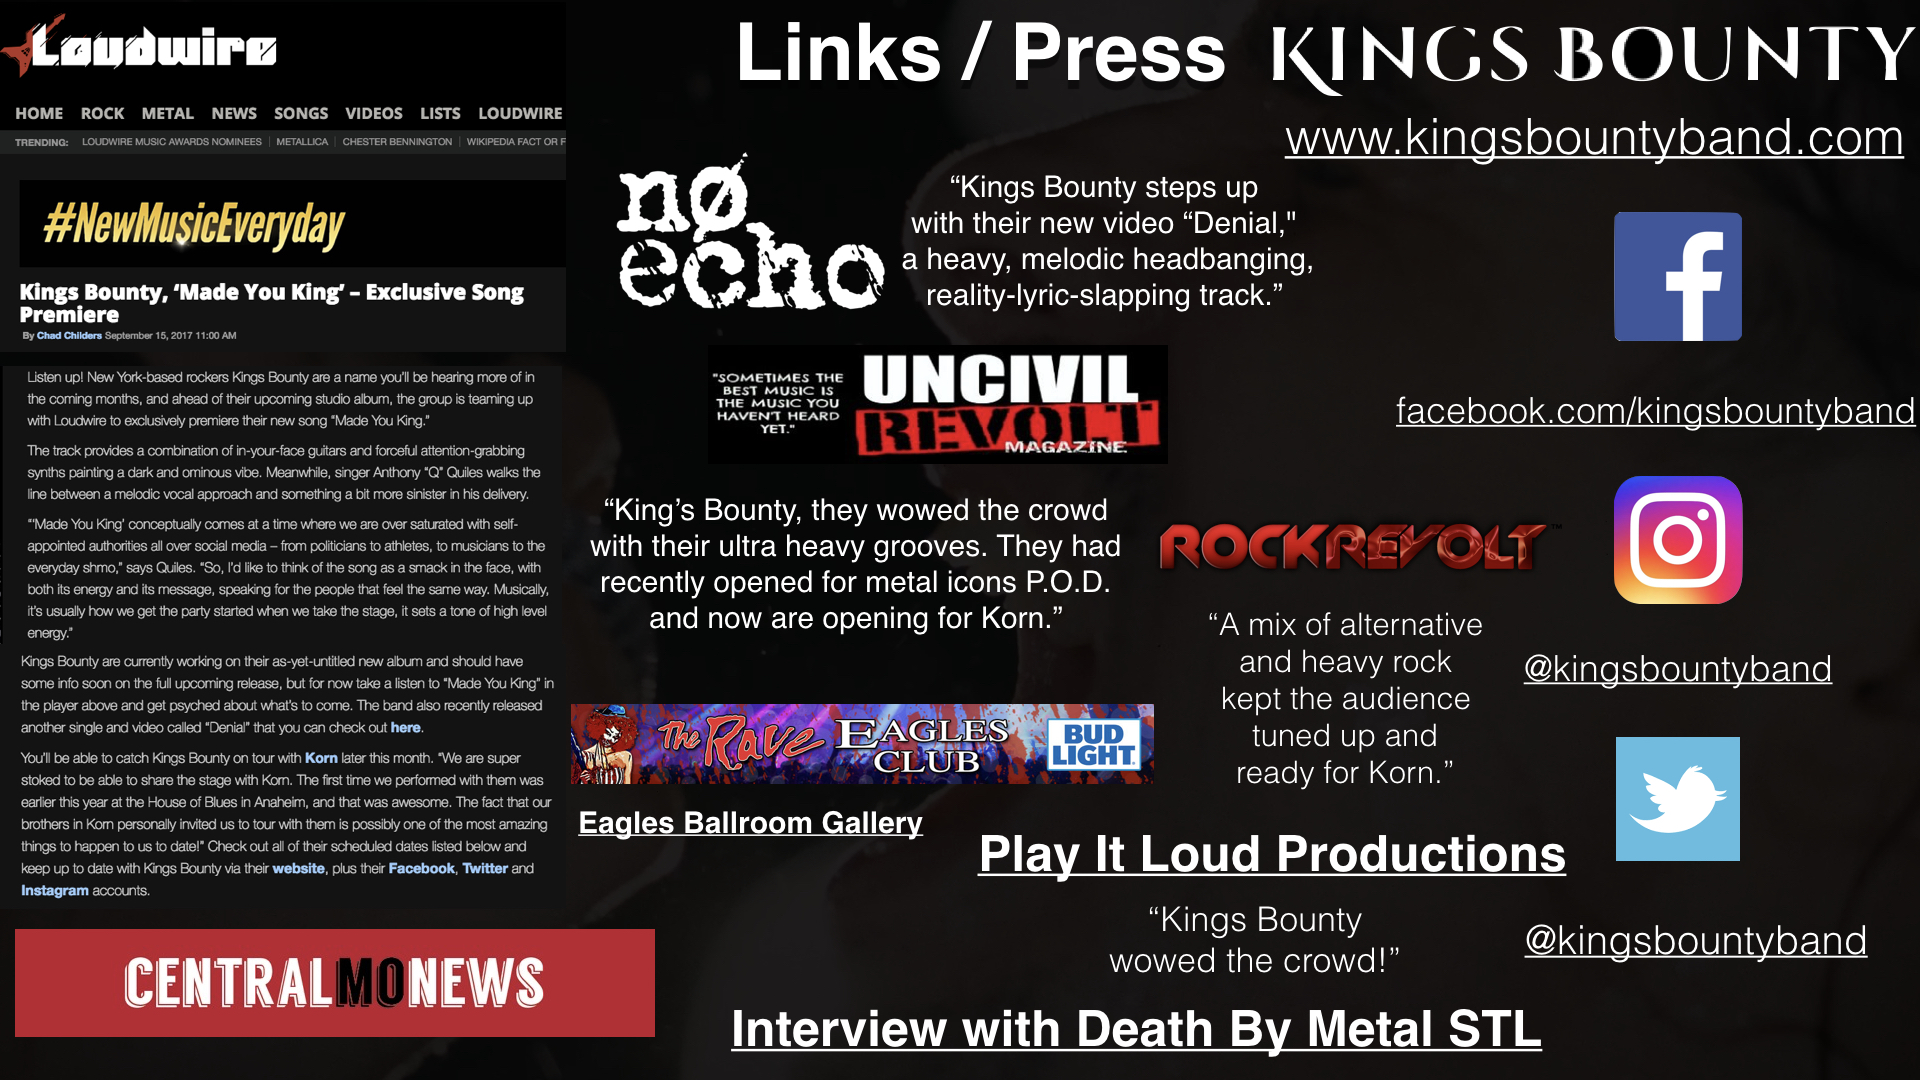 Loudwire
HOME ROCK METAL NEWS SONGS VIDEOS LISTS LOUDWIRE
TRENDING: LOUDWIRE MUSIC AWARDS NOMINEES | METALLICA | CHESTER BENNINGTON | WIKIPEDIA FACT OR F
#NewMusicEveryday
Kings Bounty, ‘Made You King’ – Exclusive Song
Premiere
By Chad Childers September 15, 2017 11:00 AM
Listen up! New York-based rockers Kings Bounty are a name you'll be hearing more of in
the coming months, and ahead of their upcoming studio album, the group is teaming up
with Loudwire to exclusively premiere their new song “Made You King.”
The track provides a combination of in-your-face guitars and forceful attention-grabbing
synths painting a dark and ominous vibe. Meanwhile, singer Anthony “Q” Quiles walks the
line between a melodic vocal approach and something a bit more sinister in his delivery.
“‘Made You King’ conceptually comes at a time where we are over saturated with self-
appointed authorities all over social media – from politicians to athletes, to musicians to the
everyday shmo,” says Quiles. “So, I'd like to think of the song as a smack in the face, with
both its energy and its message, speaking for the people that feel the same way. Musically,
it's usually how we get the party started when we take the stage, it sets a tone of high level
energy.”
Kings Bounty are currently working on their as-yet-untitled new album and should have
some info soon on the full upcoming release, but for now take a listen to “Made You King” in
the player above and get psyched about what's to come. The band also recently released
another single and video called “Denial” that you can check out here.
You'll be able to catch Kings Bounty on tour with Korn later this month. “We are super
stoked to be able to share the stage with Korn. The first time we performed with them was
earlier this year at the House of Blues in Anaheim, and that was awesome. The fact that our
brothers in Korn personally invited us to tour with them is possibly one of the most amazing
things to happen to us to date!” Check out all of their scheduled dates listed below and
keep up to date with Kings Bounty via their website, plus their Facebook, Twitter and
Instagram accounts.
CENTRALMONEWS
Links / Press
KINGS BOUNTY
www.kingsbountyband.com
nø
echo
“Kings Bounty steps up
with their new video “Denial,"
a heavy, melodic headbanging,
reality-lyric-slapping track.”
"SOMETIMES THE
BEST MUSIC IS
THE MUSIC YOU
HAVEN'T HEARD
YET."
UNCIVIL
REVOLT
MAGAZINE
“King’s Bounty, they wowed the crowd
with their ultra heavy grooves. They had
recently opened for metal icons P.O.D.
and now are opening for Korn.”
ROCKREVOLT™
“A mix of alternative
and heavy rock
kept the audience
tuned up and
ready for Korn.”
The Rave EAGLES
CLUB
BUD
LIGHT.
Eagles Ballroom Gallery
Play It Loud Productions
“Kings Bounty
wowed the crowd!”
Interview with Death By Metal STL
f
facebook.com/kingsbountyband
@kingsbountyband
@kingsbountyband